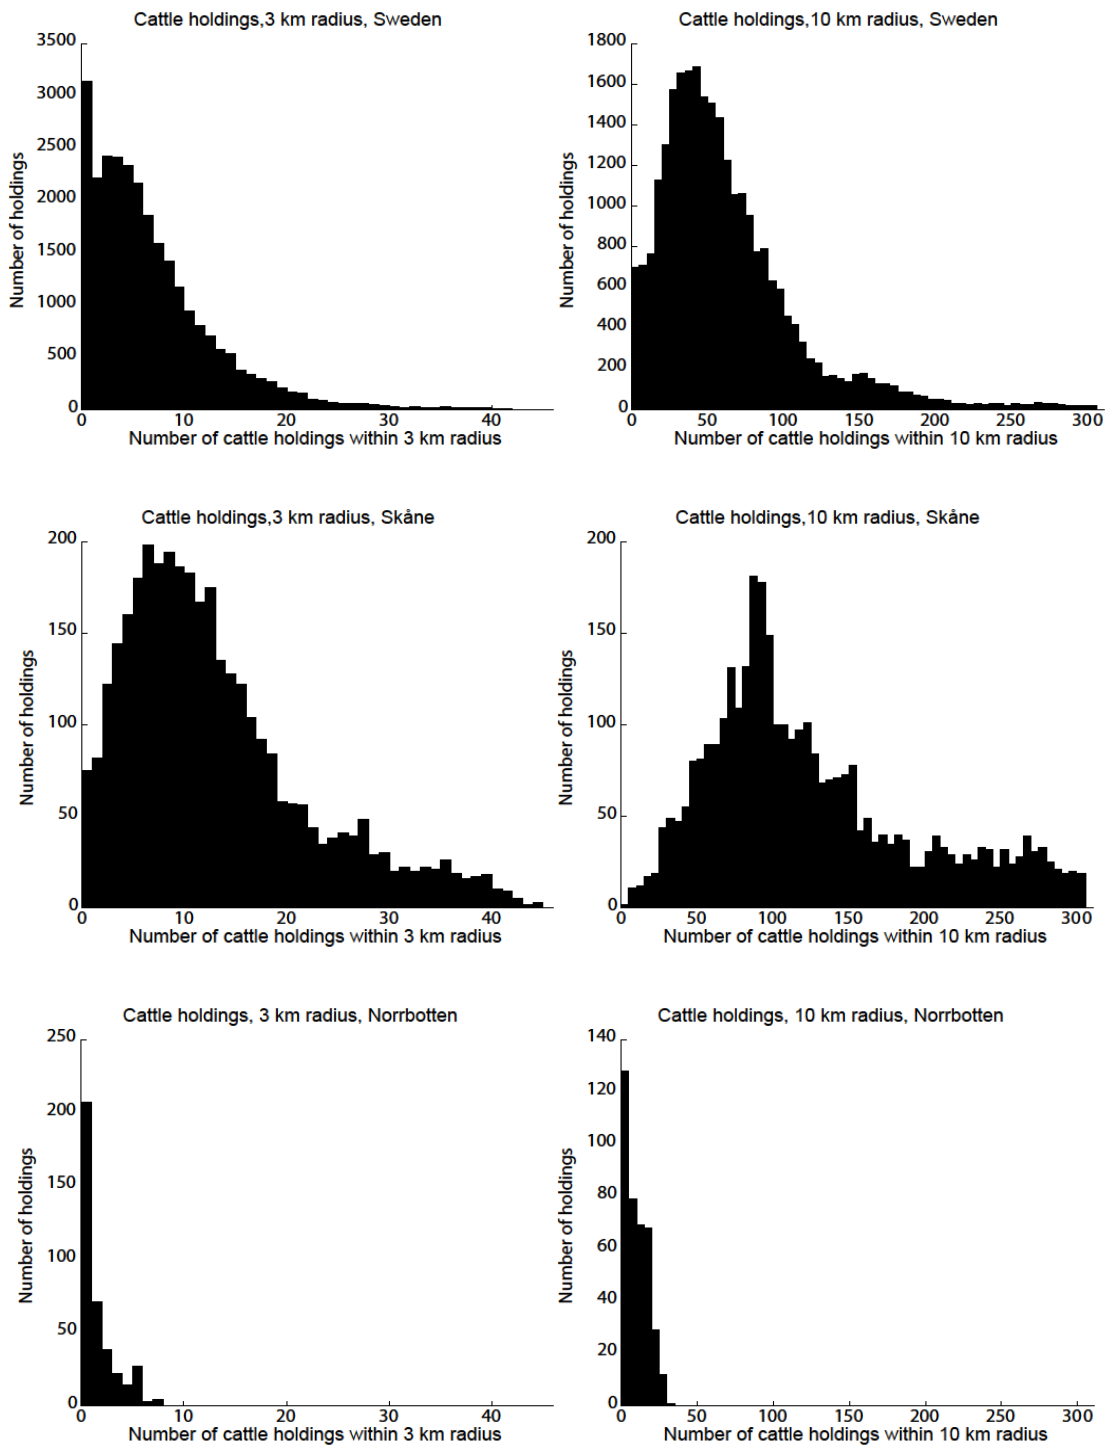 Cattle holdings,3 km radius, Sweden
3500
3000
2500
2000
1500
1000
500
0
Number of holdings
0 10 20 30 40
Number of cattle holdings within 3 km radius
Cattle holdings,10 km radius, Sweden
1800
1600
1400
1200
1000
800
600
400
200
0
Number of holdings
0 50 100 150 200 250 300
Number of cattle holdings within 10 km radius
Cattle holdings,3 km radius, Skåne
200
150
100
50
0
Number of holdings
0 10 20 30 40
Number of cattle holdings within 3 km radius
Cattle holdings,10 km radius, Skåne
200
150
100
50
0
Number of holdings
0 50 100 150 200 250 300
Number of cattle holdings within 10 km radius
Cattle holdings, 3 km radius, Norrbotten
250
200
150
100
50
0
Number of holdings
0 10 20 30 40
Number of cattle holdings within 3 km radius
Cattle holdings, 10 km radius, Norrbotten
140
120
100
80
60
40
20
0
Number of holdings
0 50 100 150 200 250 300
Number of cattle holdings within 10 km radius